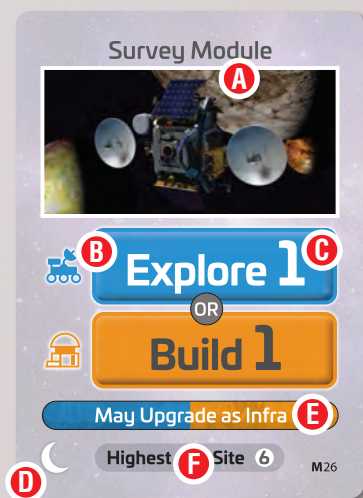 Survey Module
A
B Explore 1 C
OR
Build 1
May Upgrade as Infra E
D Highest F Site 6 M26